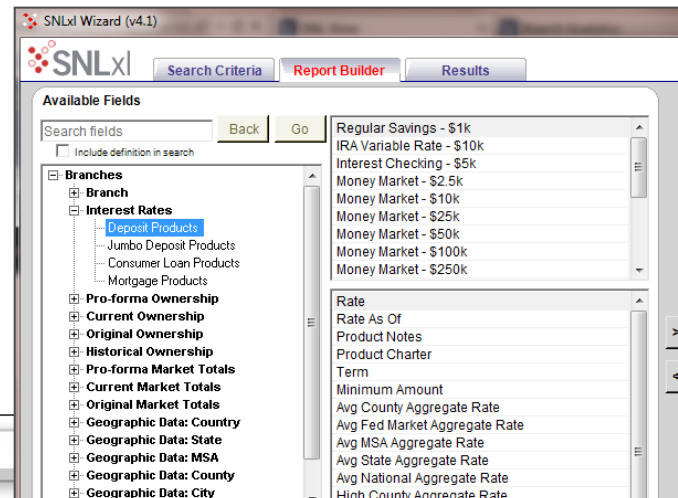 SNLxl Wizard (v4.1)
SNLxl
Search Criteria
Report Builder
Results
Available Fields
Search fields
Back
Go
Include definition in search
Branches
Branch
Interest Rates
Deposit Products
Jumbo Deposit Products
Consumer Loan Products
Mortgage Products
Pro-forma Ownership
Current Ownership
Original Ownership
Historical Ownership
Pro-forma Market Totals
Current Market Totals
Original Market Totals
Geographic Data: Country
Geographic Data: State
Geographic Data: MSA
Geographic Data: County
Geographic Data: City
Regular Savings - $1k
IRA Variable Rate - $10k
Interest Checking - $5k
Money Market - $2.5k
Money Market - $10k
Money Market - $25k
Money Market - $50k
Money Market - $100k
Money Market - $250k
Rate
Rate As Of
Product Notes
Product Charter
Term
Minimum Amount
Avg County Aggregate Rate
Avg Fed Market Aggregate Rate
Avg MSA Aggregate Rate
Avg State Aggregate Rate
Avg National Aggregate Rate
High County Aggregate Rate
>
<